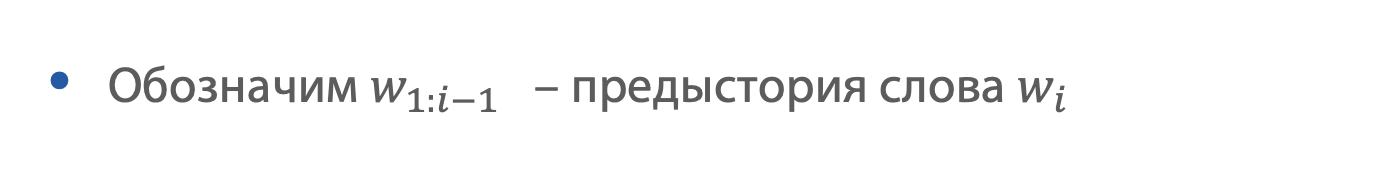 • Обозначим $w_{1:i-1}$ – предыстория слова $w_i$